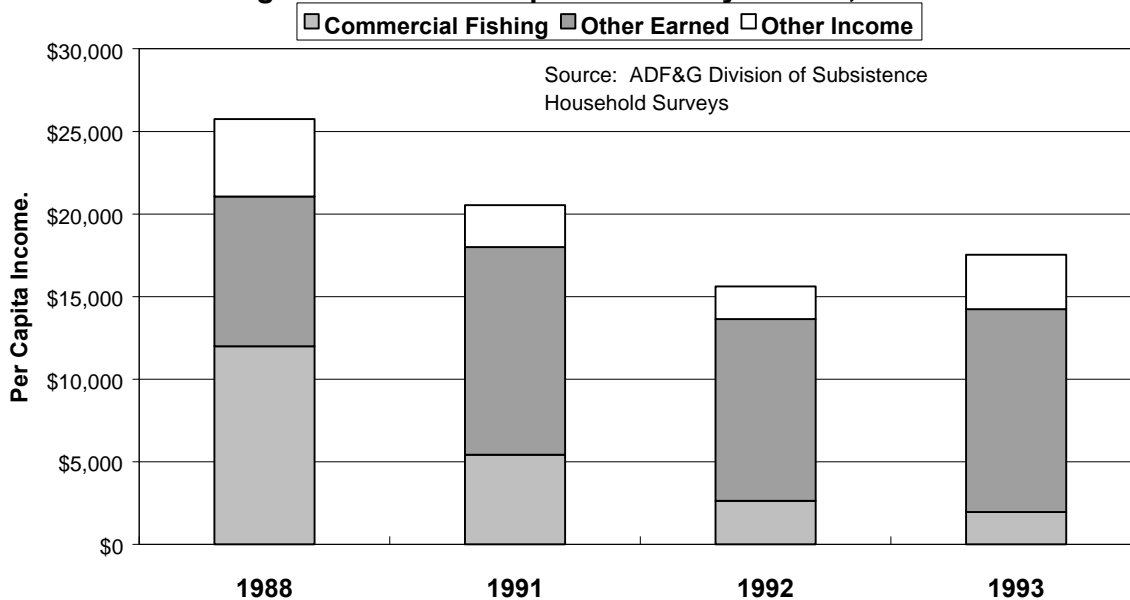 Commercial Fishing Other Earned Other Income
$30,000
Source: ADF&G Division of Subsistence
Household Surveys
$25,000
$20,000
$15,000
$10,000
$5,000
$0
Per Capita Income.
1988 1991 1992 1993